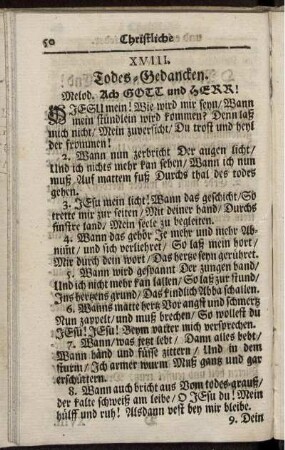 50 Christliche
XVIII.
Todes-Gedancken.
Melod. Ach GOTT und HERR!
O JESU mein! Wie wird mir seyn/ Wann
mein stündlein wird kommen? Denn laß
mich nicht/ Mein zuversicht/ Du trost und heyl
der frommen!
2. Wann nun zerbricht Der augen licht/
Und ich nichts mehr kan sehen/ Wann ich nun
muß Auf mattem fuß Durchs thal des todes
gehen.
3. JEsu mein licht! Wann das geschicht/ So
trette mir zur seiten/ Mit deiner hand/ Durchs
finstre land/ Mein seele zu begleiten.
4. Wann das gehör Je mehr und mehr Ab-
nimmt/ und sich verliehret/ So laß mein hort/
Mir durch dein wort/ Das hertze seyn gerühret.
5. Wann wird gespannt Der zungen band/
Und ich nicht mehr kan lallen/ So laß zur hand
Ins hertzens grund/ Das kindlich Abba schallen.
6. Wanns matte hertz Vor angst und schmertz
Nun zappelt/ und muß brechen/ So wollest du
JEsu! JEsu! Beym vatter mich versprechen.
7. Wann/ was jetzt lebt/ Dann alles bebt/
Wann händ und füsse zittern/ Und in dem
sturm/ Ich armer wurm Muß gantz und gar
erschüttern.
8. Wann auch bricht aus Vom todes-grauß/
der kalte schweiß am leibe/ O JEsu du! Mein
hülff und ruh! Alsdann vest bey mir bleibe.
9. Dein